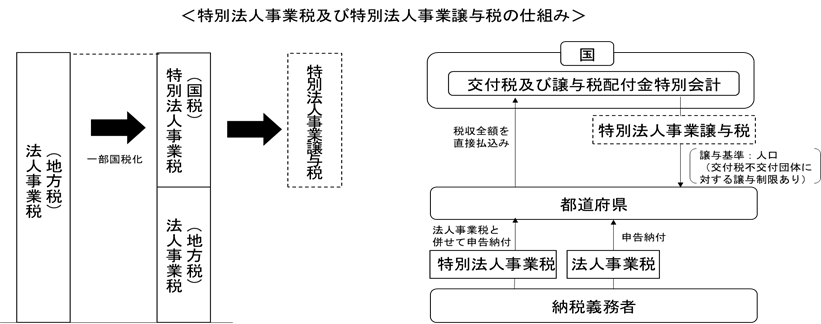 ＜特別法人事業税及び特別法人事業譲与税の仕組み＞
（地方税）
法人事業税
一部国税化
（国税）
特別法人事業税
（地方税）
法人事業税
特別法人事業譲与税
国
交付税及び譲与税配付金特別会計
税収全額を
直接払込み
特別法人事業譲与税
譲与基準：人口
（交付税不交付団体に
対する譲与制限あり）
都道府県
法人事業税と
併せて申告納付
申告納付
特別法人事業税
法人事業税
納税義務者